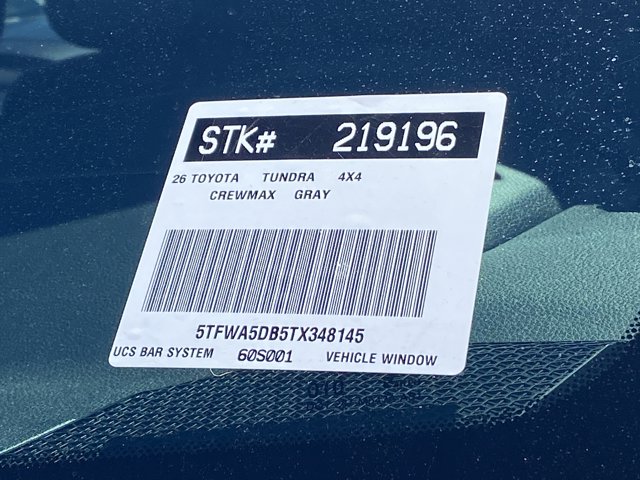 STK# 219196
26 TOYOTA TUNDRA 4X4
CREWMAX GRAY
5TFWA5DB5TX348145
UCS BAR SYSTEM 60S001 VEHICLE WINDOW